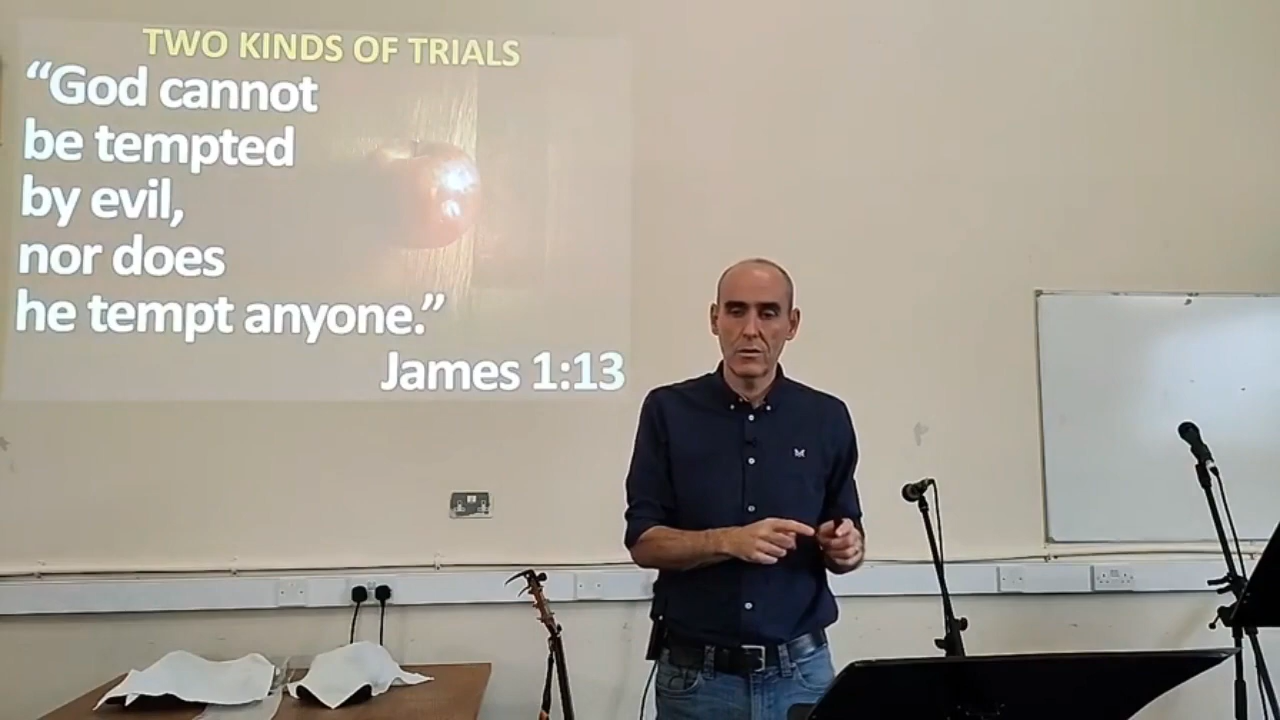 TWO KINDS OF TRIALS
“God cannot
be tempted
by evil,
nor does
he tempt anyone.”
James 1:13